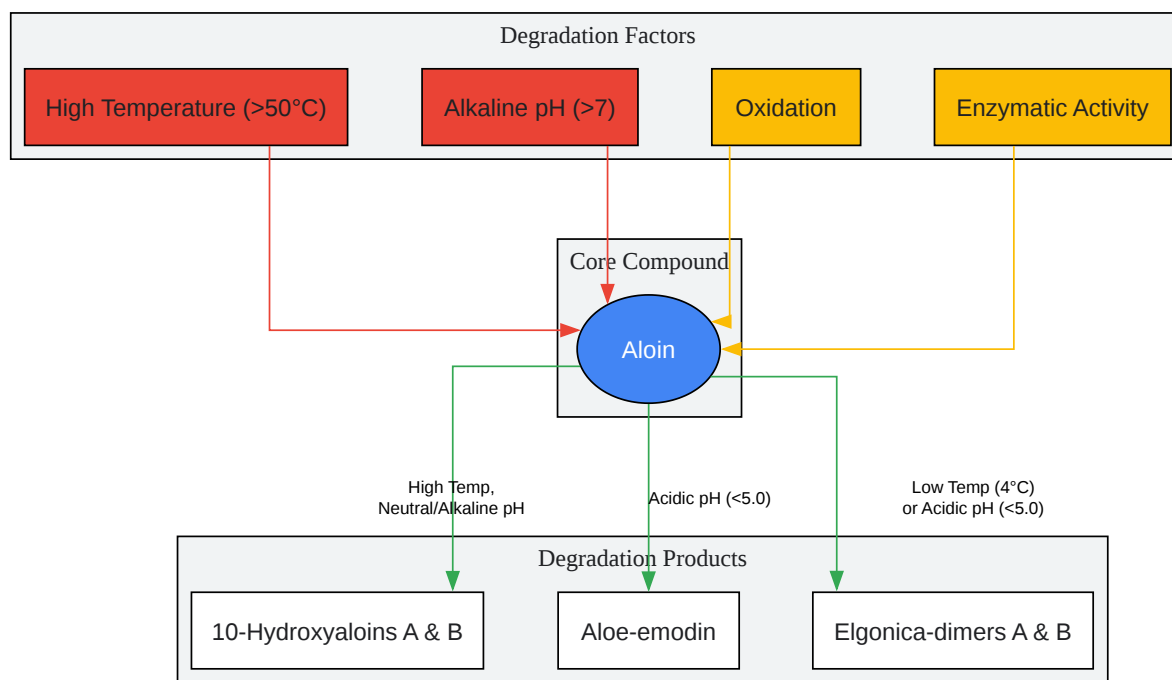 Degradation Factors
High Temperature (>50°C)
Alkaline pH (>7)
Oxidation
Enzymatic Activity
Core Compound
Aloin
High Temp,
Neutral/Alkaline pH
Acidic pH (<5.0)
Low Temp (4°C)
or Acidic pH (<5.0)
Degradation Products
10-Hydroxyaloins A & B
Aloe-emodin
Elgonica-dimers A & B